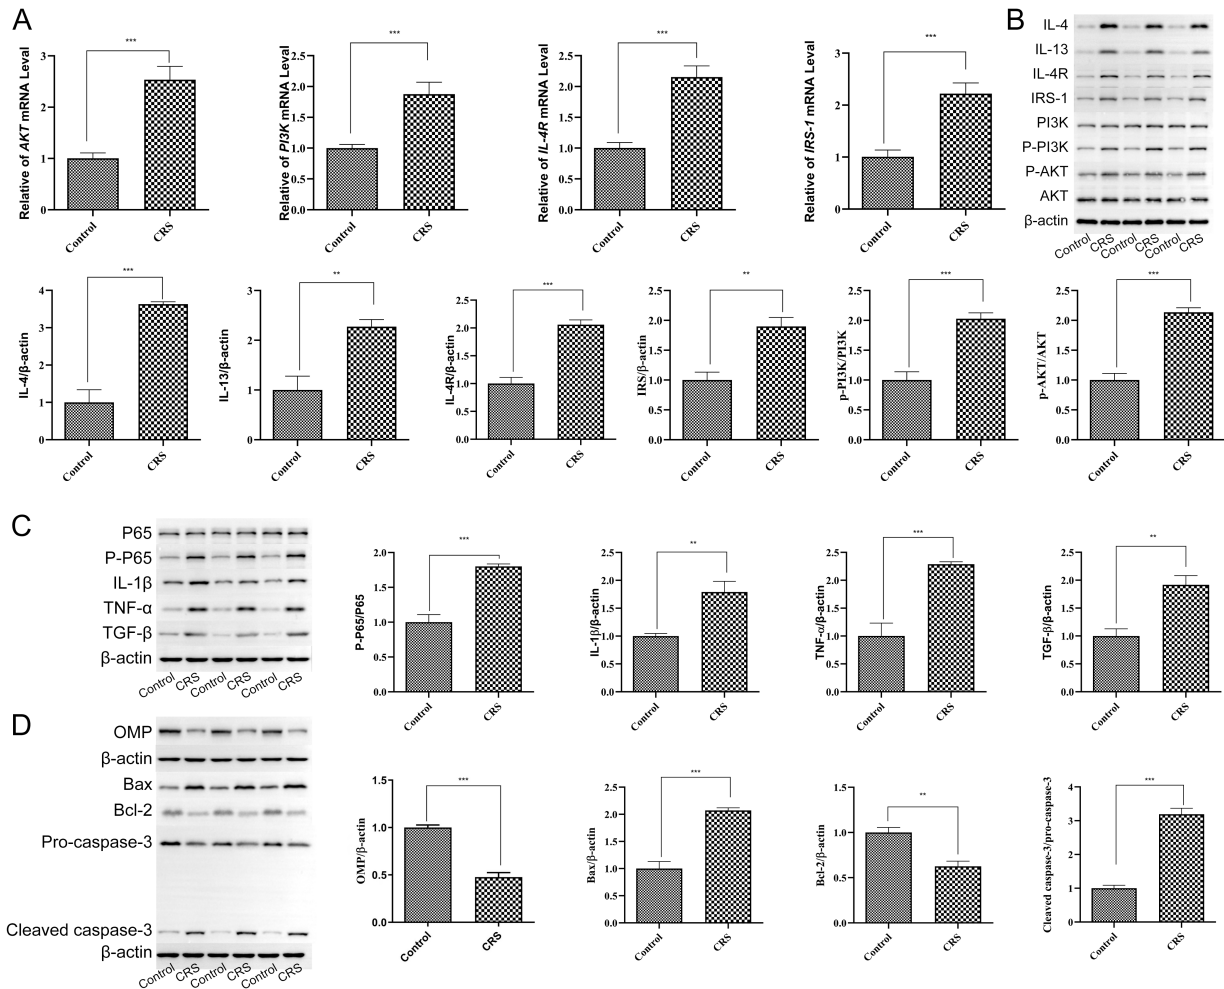 A
Relative of AKT mRNA Leval
3
2
1
0
***
Control
CRS
Relative of PI3K mRNA Leval
2.5
2.0
1.5
1.0
0.5
0.0
***
Control
CRS
Relative of IL-4R mRNA Leval
2.5
2.0
1.5
1.0
0.5
0.0
***
Control
CRS
Relative of IRS-1 mRNA Leval
3
2
1
0
***
Control
CRS
B
IL-4
IL-13
IL-4R
IRS-1
PI3K
P-PI3K
P-AKT
AKT
β-actin
Control CRS Control CRS Control CRS
IL-4/β-actin
4
3
2
1
0
***
Control
CRS
IL-13/β-actin
3
2
1
0
**
Control
CRS
IL-4R/β-actin
2.5
2.0
1.5
1.0
0.5
0.0
***
Control
CRS
IRS/β-actin
2.5
2.0
1.5
1.0
0.5
0.0
**
Control
CRS
p-PI3K/PI3K
2.5
2.0
1.5
1.0
0.5
0.0
***
Control
CRS
p-AKT/AKT
2.5
2.0
1.5
1.0
0.5
0.0
***
Control
CRS
C
P65
P-P65
IL-1β
TNF-α
TGF-β
β-actin
Control CRS Control CRS Control CRS
P-P65/P65
2.0
1.5
1.0
0.5
0.0
***
Control
CRS
IL-1β/β-actin
2.5
2.0
1.5
1.0
0.5
0.0
**
Control
CRS
TNF-α/β-actin
2.5
2.0
1.5
1.0
0.5
0.0
***
Control
CRS
TGF-β/β-actin
2.5
2.0
1.5
1.0
0.5
0.0
**
Control
CRS
D
OMP
β-actin
Bax
Bcl-2
Pro-caspase-3
Cleaved caspase-3
β-actin
Control CRS Control CRS Control CRS
OMP/β-actin
1.5
1.0
0.5
0.0
***
Control
CRS
Bax/β-actin
2.5
2.0
1.5
1.0
0.5
0.0
***
Control
CRS
Bcl-2/β-actin
1.5
1.0
0.5
0.0
**
Control
CRS
Cleaved caspase-3/pro-caspase-3
4
3
2
1
0
***
Control
CRS